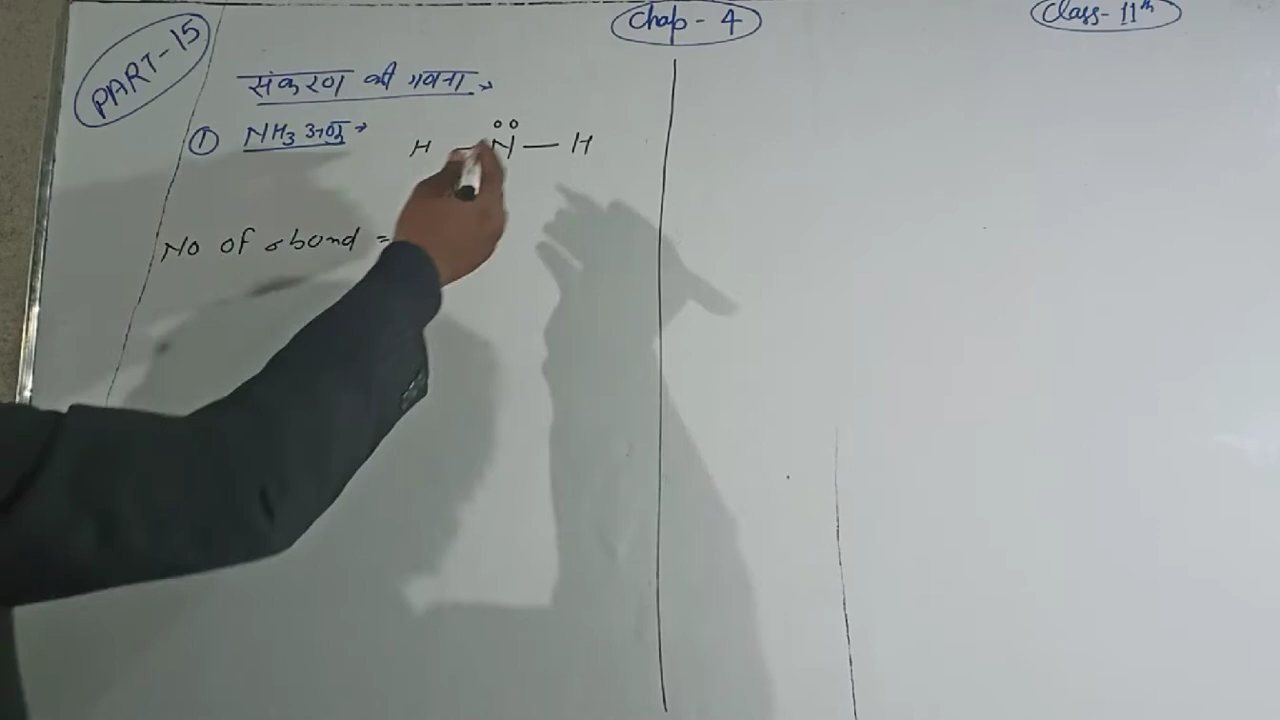 PART-15
Chap - 4
Class- 11th
संकरण की गणना →
① NH3 अणु →
H — N — H
No of σ bond =